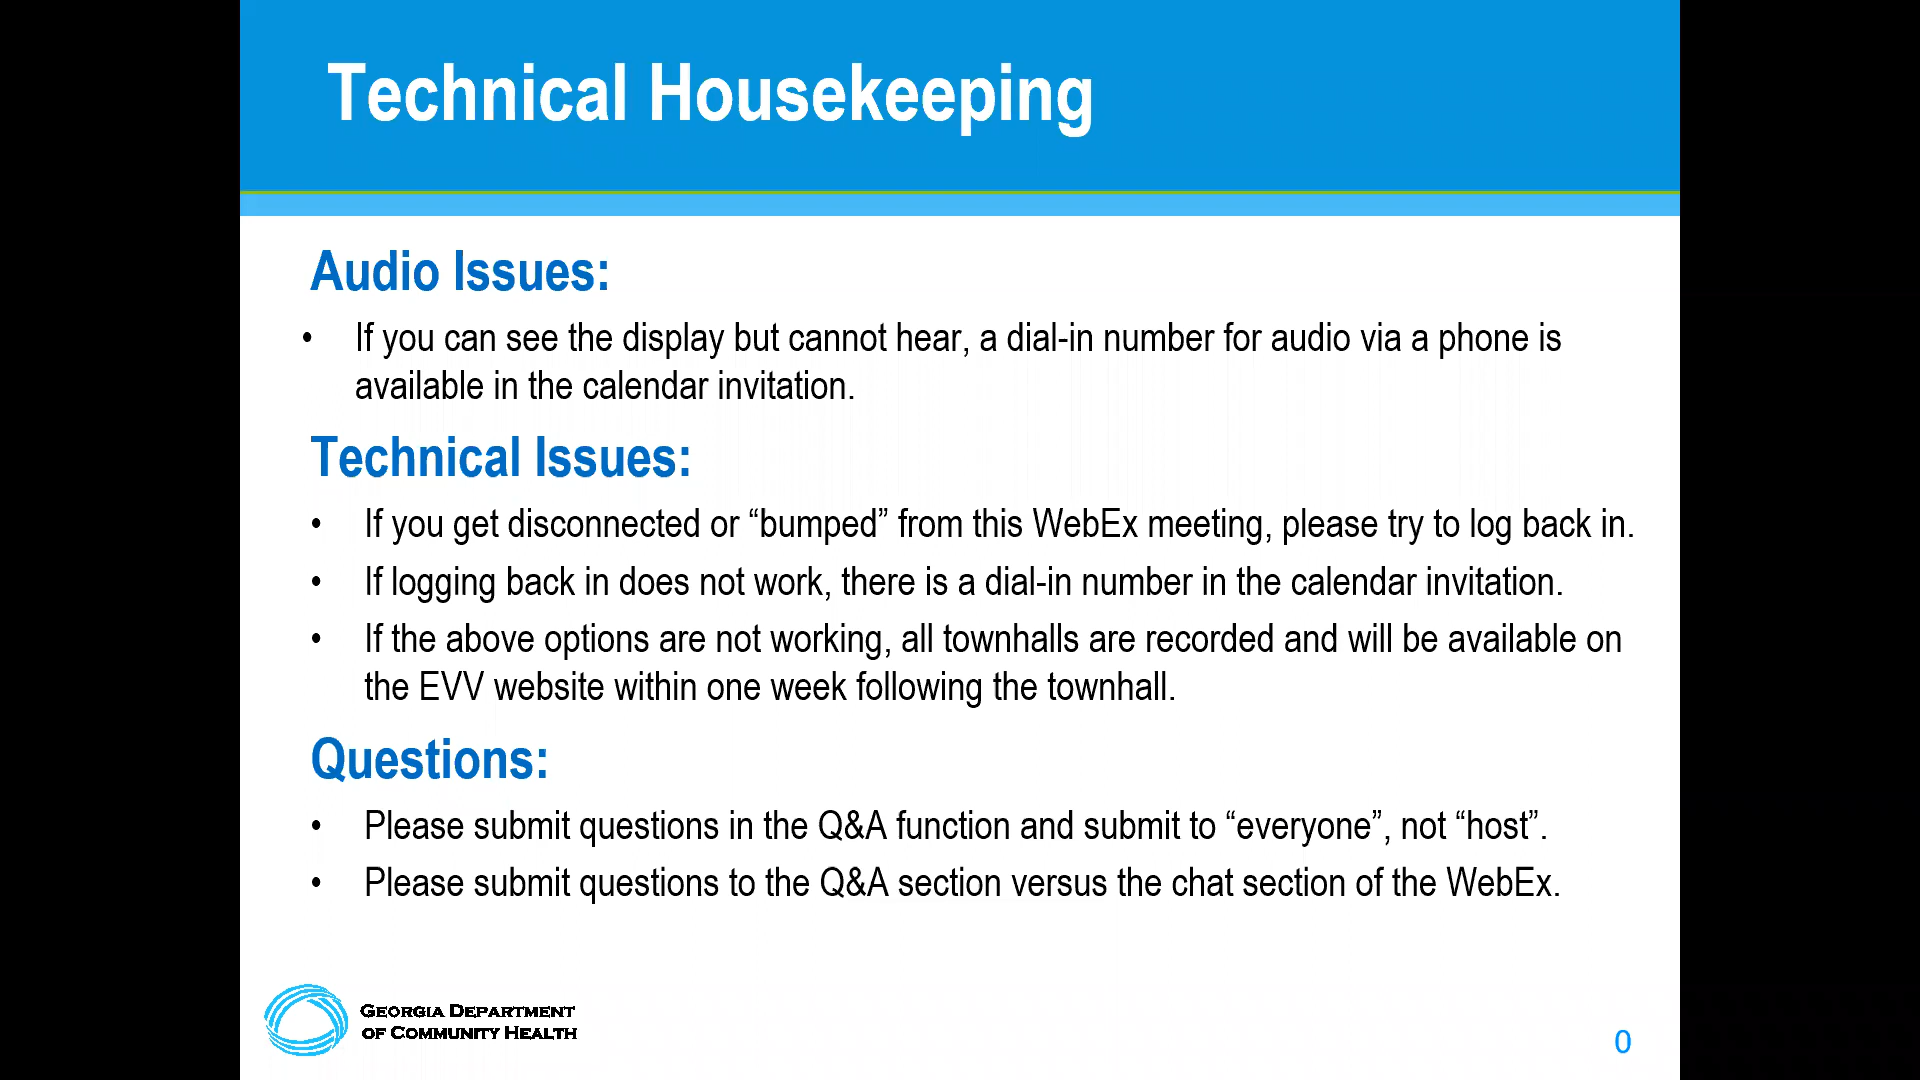 Technical Housekeeping
Audio Issues:
• If you can see the display but cannot hear, a dial-in number for audio via a phone is
available in the calendar invitation.
Technical Issues:
• If you get disconnected or “bumped” from this WebEx meeting, please try to log back in.
• If logging back in does not work, there is a dial-in number in the calendar invitation.
• If the above options are not working, all townhalls are recorded and will be available on
the EVV website within one week following the townhall.
Questions:
• Please submit questions in the Q&A function and submit to “everyone”, not “host”.
• Please submit questions to the Q&A section versus the chat section of the WebEx.
GEORGIA DEPARTMENT
OF COMMUNITY HEALTH
0